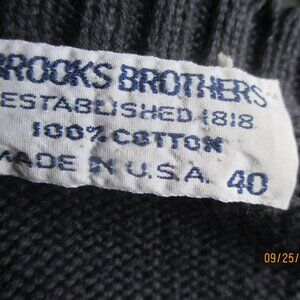 BROOKS BROTHERS
ESTABLISHED 1818
100% COTTON
MADE IN U.S.A. 40
09/25/